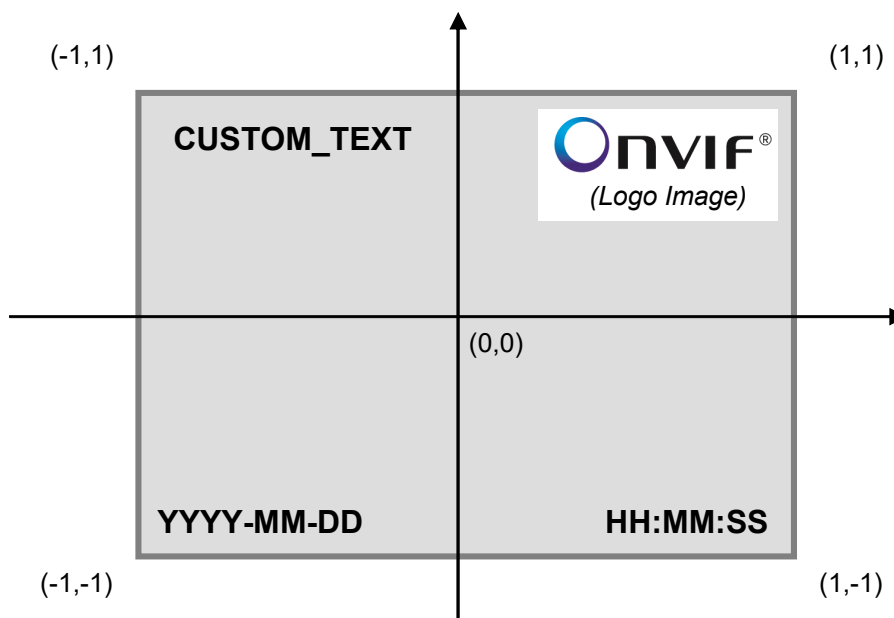 (-1,1)
(1,1)
CUSTOM_TEXT
ONVIF®
(Logo Image)
(0,0)
YYYY-MM-DD
HH:MM:SS
(-1,-1)
(1,-1)